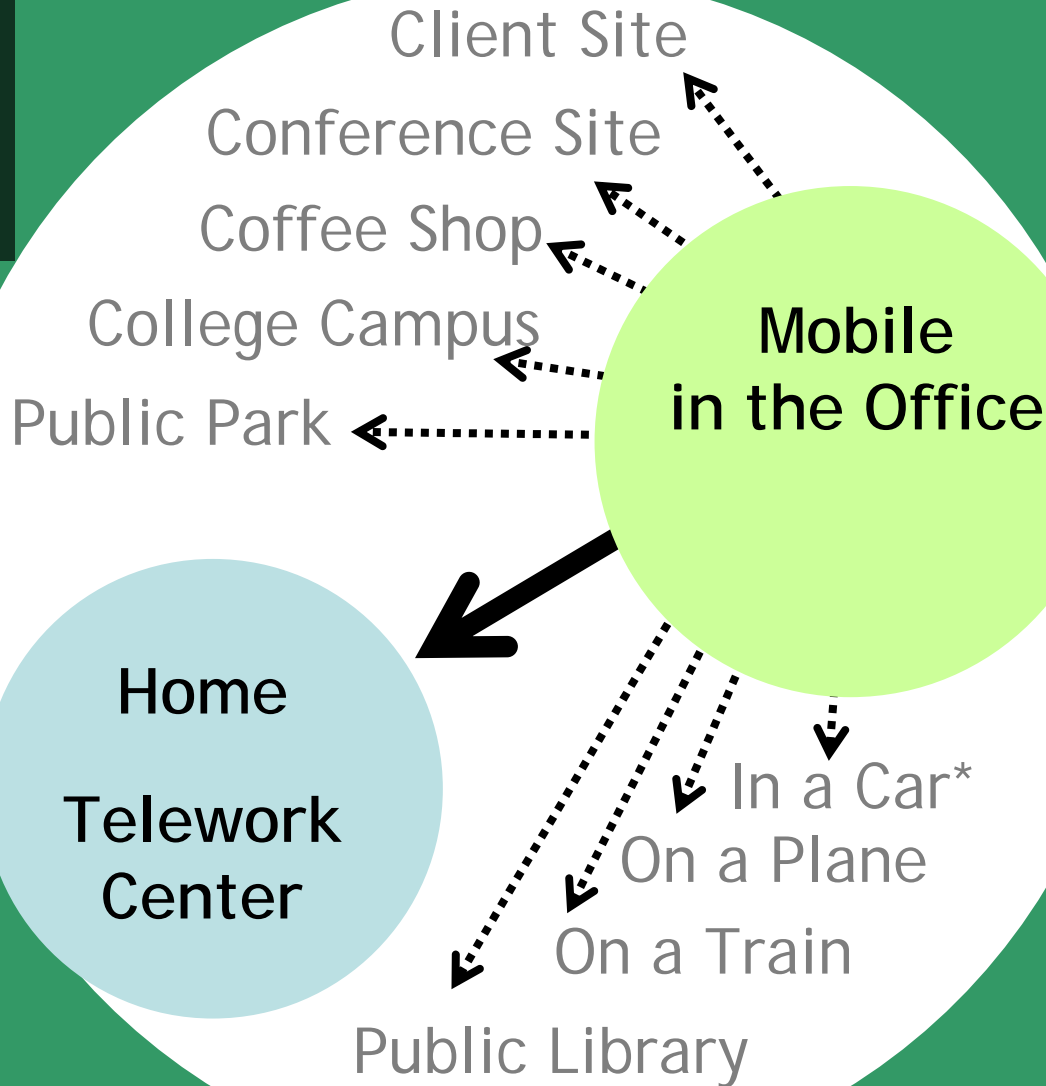 Client Site
Conference Site
Coffee Shop
College Campus
Public Park
Mobile
in the Office
Home
Telework
Center
In a Car*
On a Plane
On a Train
Public Library